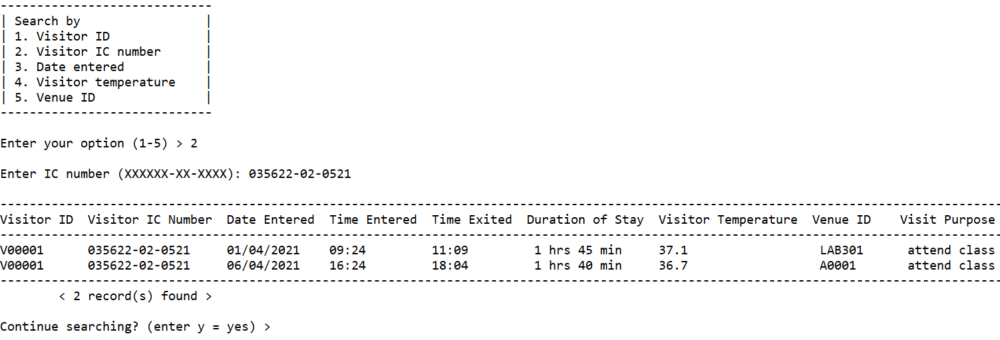 -----------------------------
| Search by                 |
| 1. Visitor ID             |
| 2. Visitor IC number      |
| 3. Date entered           |
| 4. Visitor temperature    |
| 5. Venue ID               |
-----------------------------
Enter your option (1-5) > 2
Enter IC number (XXXXXX-XX-XXXX): 035622-02-0521
-----------------------------------------------------------------------------------------------------------------------------------------
Visitor ID  Visitor IC Number  Date Entered  Time Entered  Time Exited  Duration of Stay  Visitor Temperature  Venue ID    Visit Purpose
-----------------------------------------------------------------------------------------------------------------------------------------
V00001      035622-02-0521     01/04/2021    09:24         11:09         1 hrs 45 min     37.1                  LAB301      attend class
V00001      035622-02-0521     06/04/2021    16:24         18:04         1 hrs 40 min     36.7                  A0001       attend class
-----------------------------------------------------------------------------------------------------------------------------------------
        < 2 record(s) found >
Continue searching? (enter y = yes) >